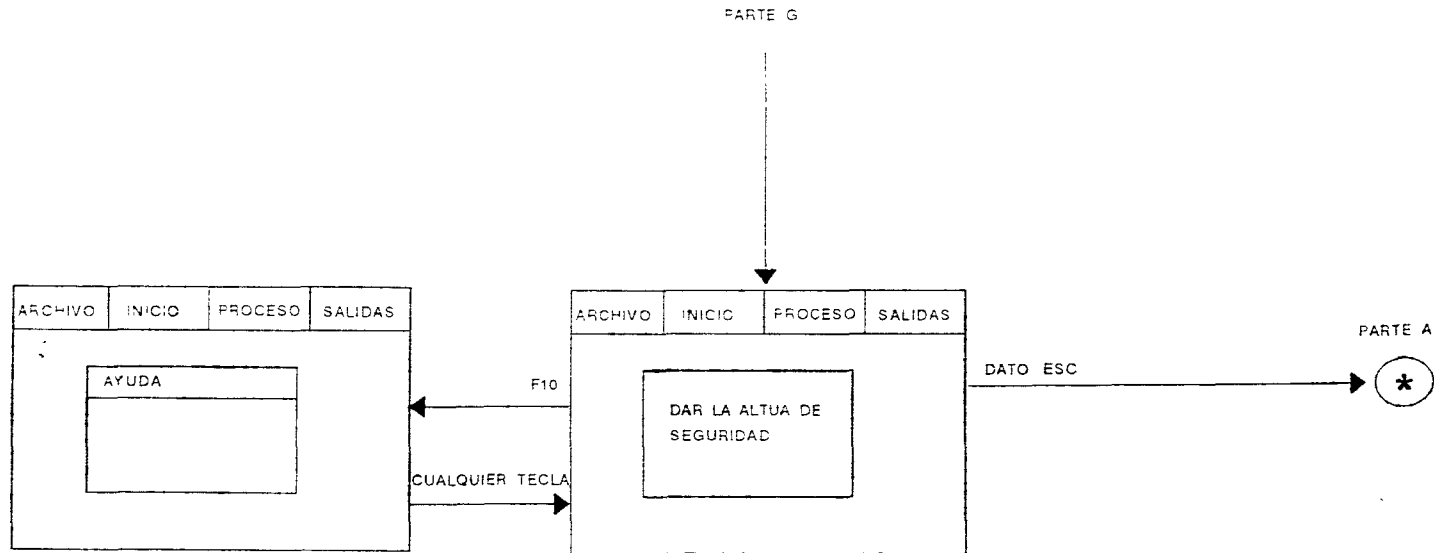 PARTE G
ARCHIVO INICIO PROCESO SALIDAS
AYUDA
F10
CUALQUIER TECLA
ARCHIVO INICIO PROCESO SALIDAS
DAR LA ALTUA DE
SEGURIDAD
DATO ESC
PARTE A
*